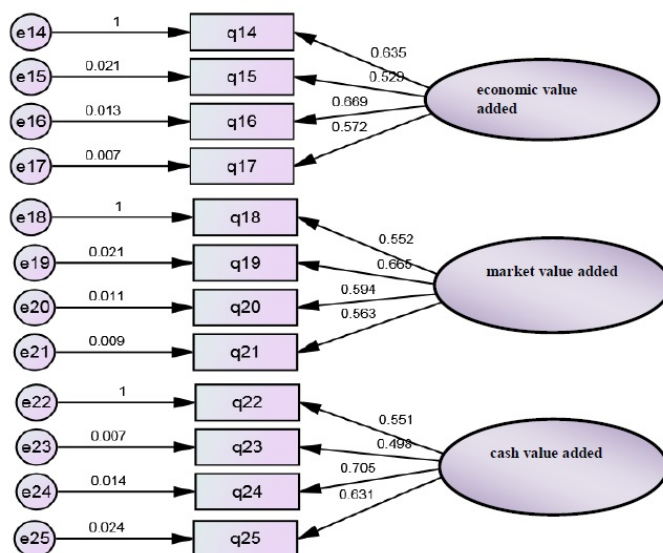 e14 1 q14
0.635
e15 0.021 q15
0.529
economic value
added
e16 0.013 q16
0.669
e17 0.007 q17
0.572
e18 1 q18
0.552
e19 0.021 q19
0.665
market value added
e20 0.011 q20
0.594
e21 0.009 q21
0.563
e22 1 q22
0.551
e23 0.007 q23
0.498
cash value added
e24 0.014 q24
0.705
e25 0.024 q25
0.631